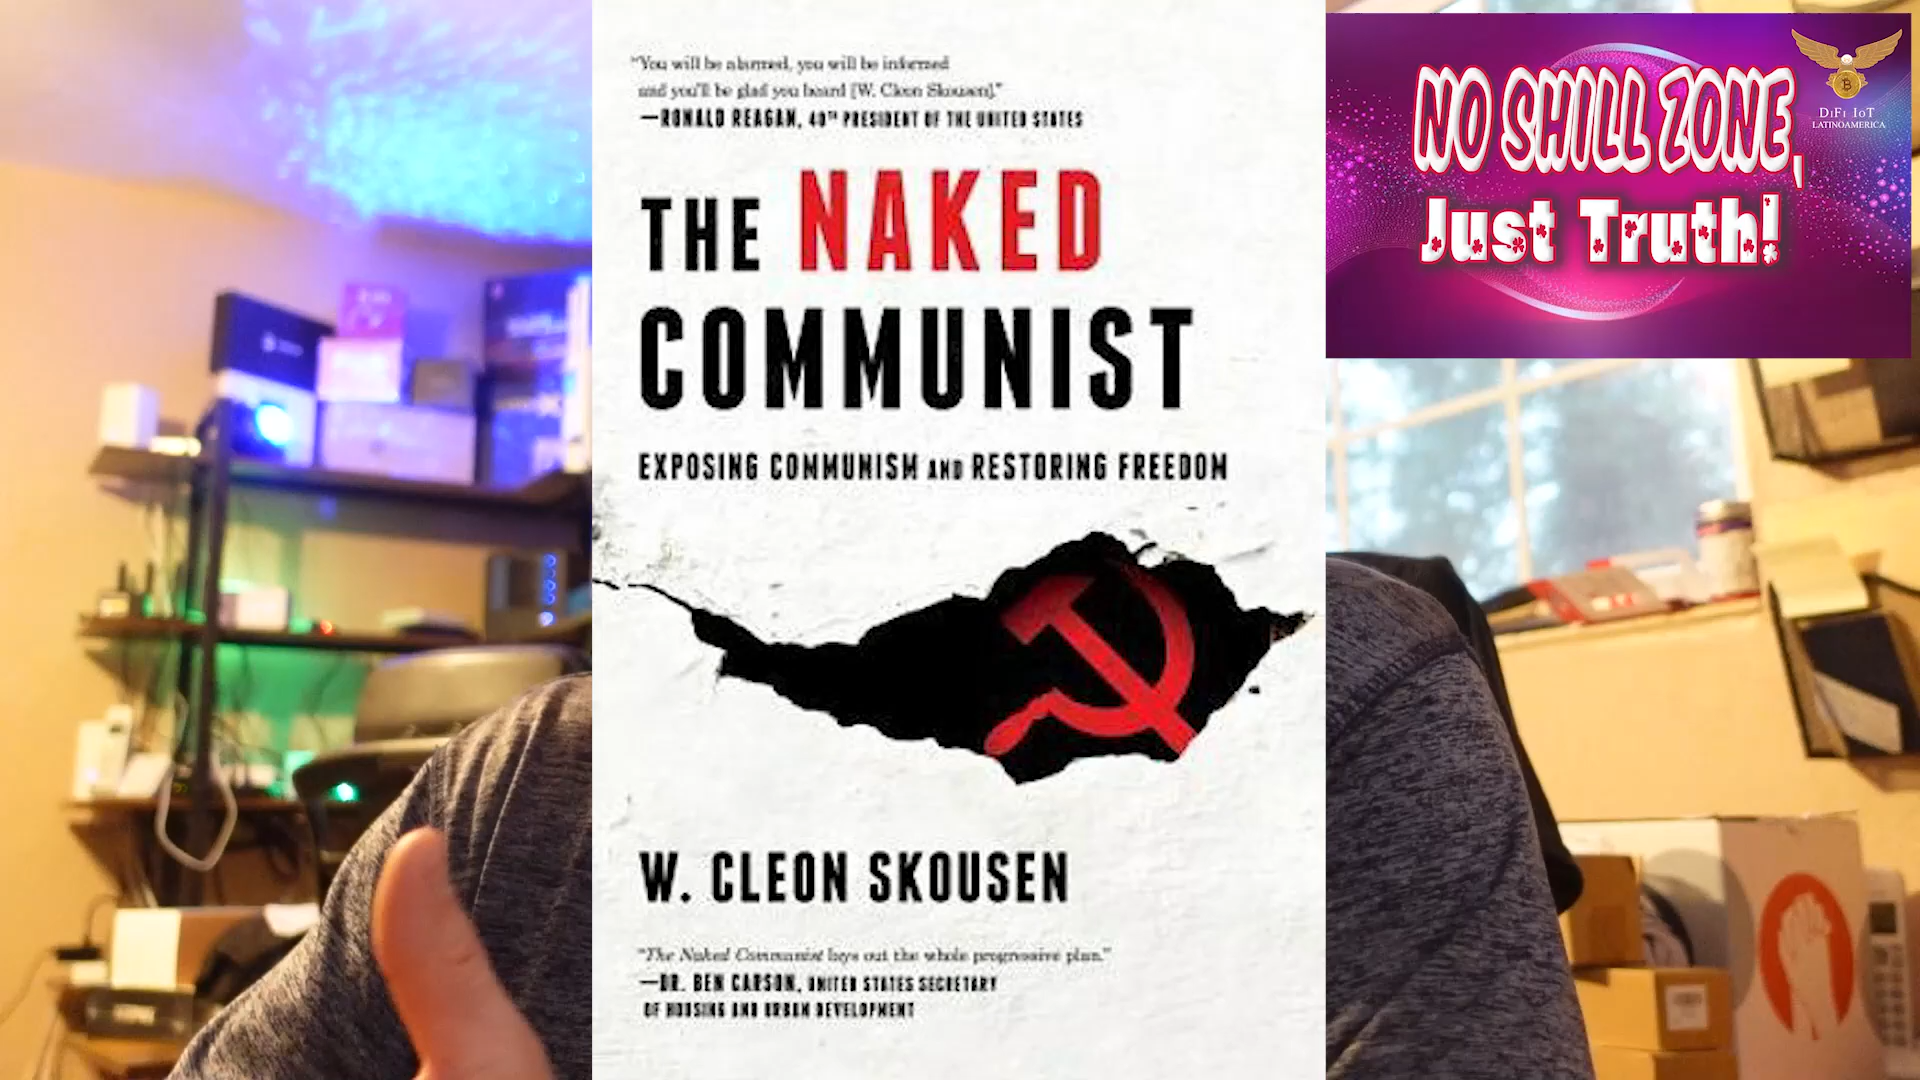 "You will be alarmed, you will be informed
and you'll be glad you heard [W. Cleon Skousen]."
—RONALD REAGAN, 40TH PRESIDENT OF THE UNITED STATES
THE NAKED
COMMUNIST
EXPOSING COMMUNISM AND RESTORING FREEDOM
W. CLEON SKOUSEN
"The Naked Communist lays out the whole progressive plan."
—DR. BEN CARSON, UNITED STATES SECRETARY
OF HOUSING AND URBAN DEVELOPMENT
NO SHILL ZONE,
Just Truth!
DiFi IoT
LATINOAMERICA